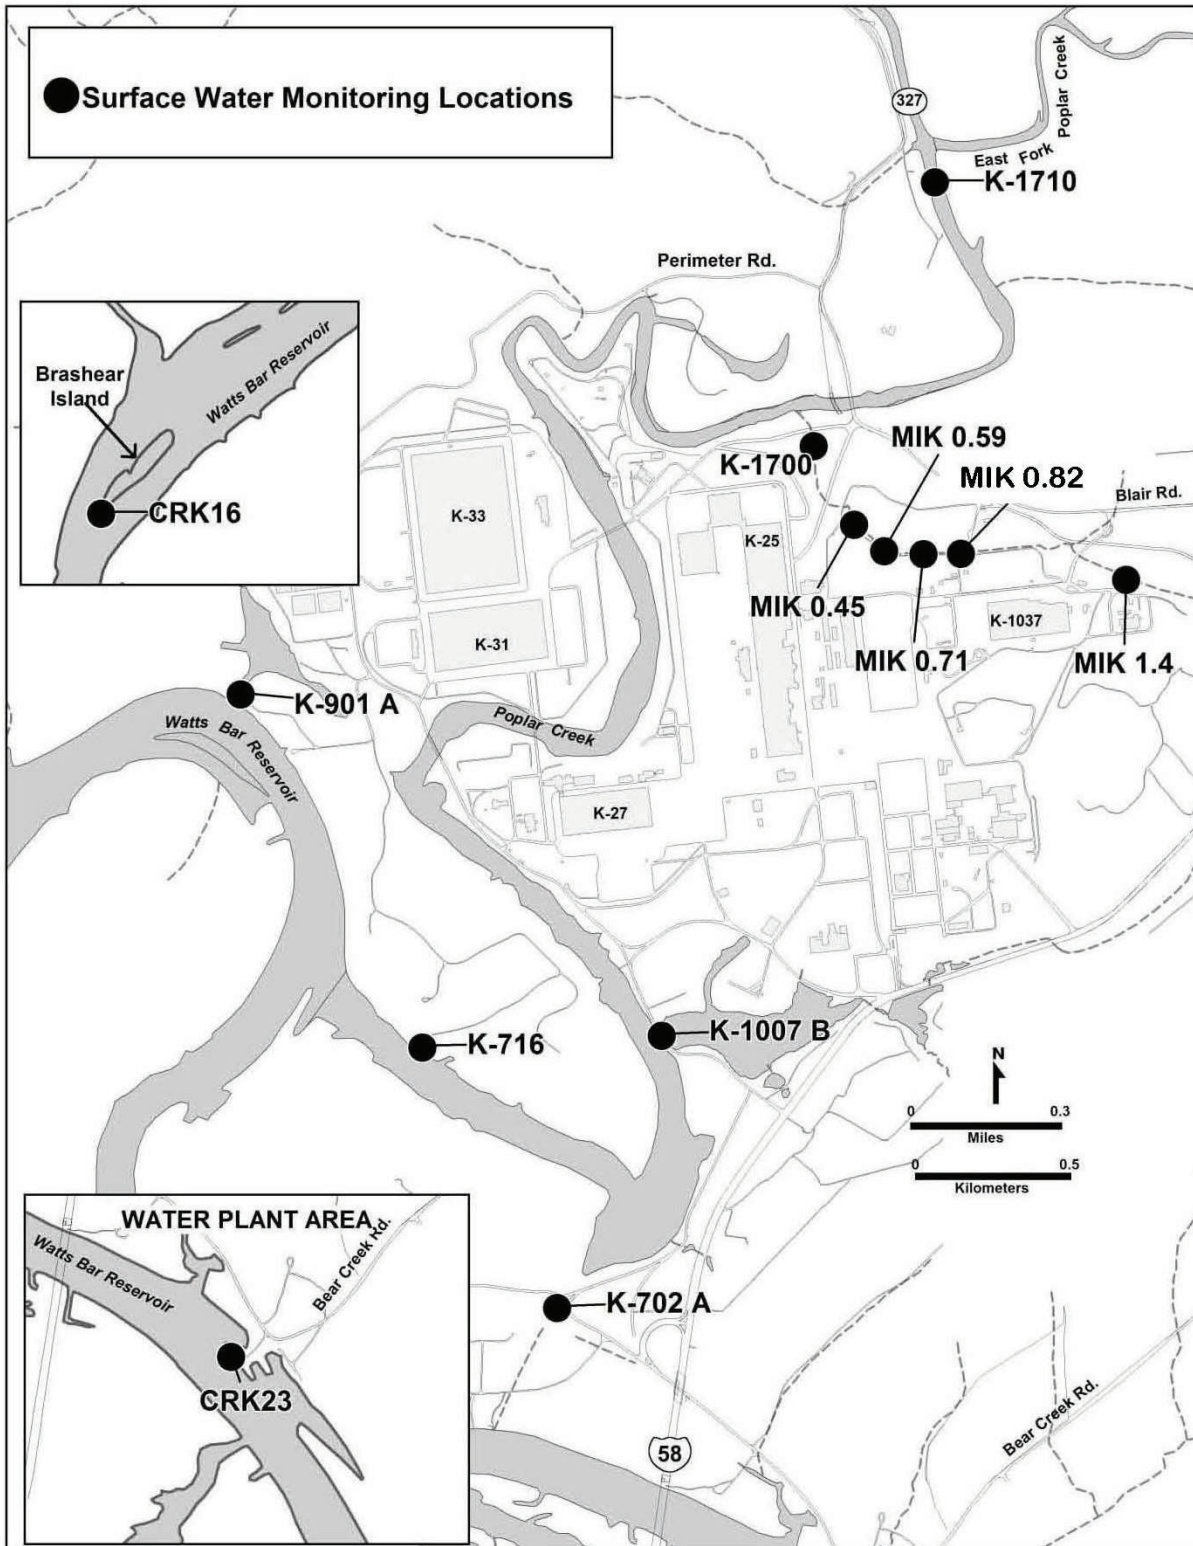 Surface Water Monitoring Locations
327
Poplar Creek
East Fork
K-1710
Perimeter Rd.
Brashear
Island
Watts Bar Reservoir
CRK16
K-33
K-31
K-25
K-1700
MIK 0.59
MIK 0.82
Blair Rd.
MIK 0.45
MIK 0.71
K-1037
MIK 1.4
K-901 A
Watts Bar Reservoir
Poplar Creek
K-27
K-716
K-1007 B
N
0 0.3
Miles
0 0.5
Kilometers
WATER PLANT AREA
Watts Bar Reservoir
Bear Creek Rd.
CRK23
K-702 A
58
Bear Creek Rd.